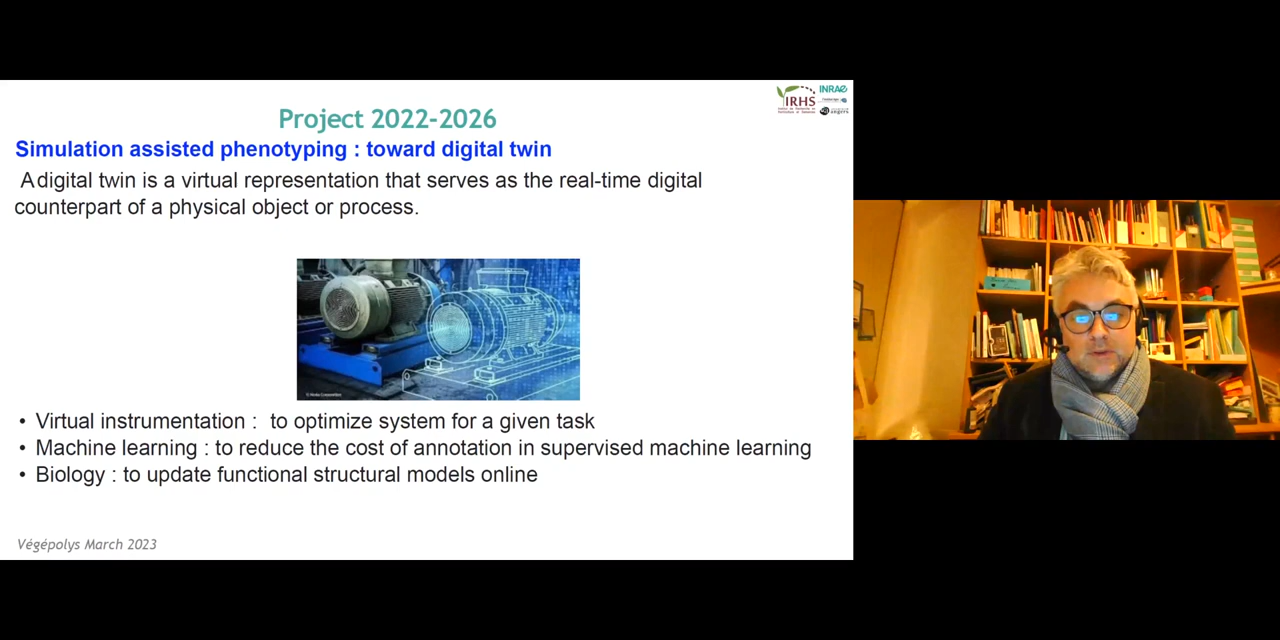 Project 2022-2026
IRHS
INRAE
angers
Simulation assisted phenotyping : toward digital twin
A digital twin is a virtual representation that serves as the real-time digital
counterpart of a physical object or process.
• Virtual instrumentation : to optimize system for a given task
• Machine learning : to reduce the cost of annotation in supervised machine learning
• Biology : to update functional structural models online
Végépolys March 2023